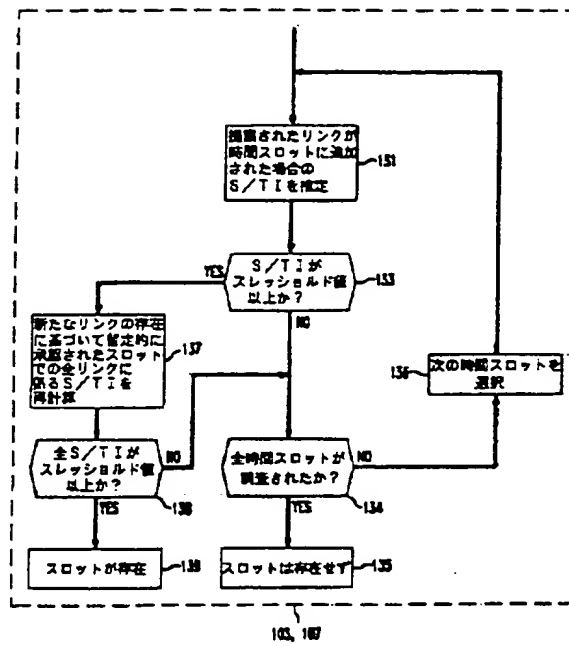 提案されたリンクが
時間スロットに追加
された場合の
S/TIを推定
131
S/TIが
スレッショルド値
以上か?
133
YES
NO
新たなリンクの存在
に基づいて暫定的に
承認されたスロット
での全リンクに
係るS/TIを
再計算
137
次の時間スロットを
選択
136
全S/TIが
スレッショルド値
以上か?
138
NO
YES
全時間スロットが
調査されたか?
134
NO
YES
スロットが存在
139
スロットは存在せず
135
103, 107